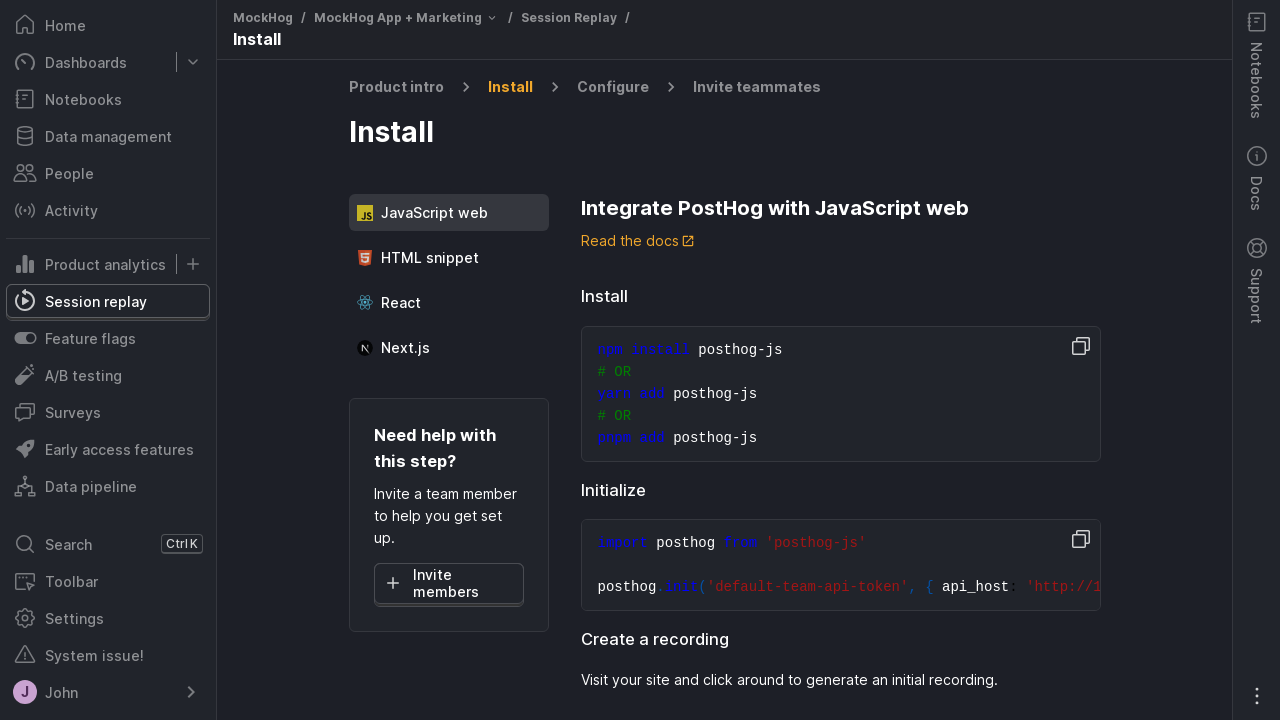 Home
Dashboards
Notebooks
Data management
People
Activity
Product analytics
Session replay
Feature flags
A/B testing
Surveys
Early access features
Data pipeline
Search Ctrl K
Toolbar
Settings
System issue!
J John
MockHog / MockHog App + Marketing / Session Replay /
Install
Product intro > Install > Configure > Invite teammates
Install
JavaScript web
HTML snippet
React
Next.js
Need help with
this step?
Invite a team member
to help you get set
up.
Invite
members
Integrate PostHog with JavaScript web
Read the docs
Install
npm install posthog-js
# OR
yarn add posthog-js
# OR
pnpm add posthog-js
Initialize
import posthog from 'posthog-js'
posthog.init('default-team-api-token', { api_host: 'http://1
Create a recording
Visit your site and click around to generate an initial recording.
Notebooks
Docs
Support